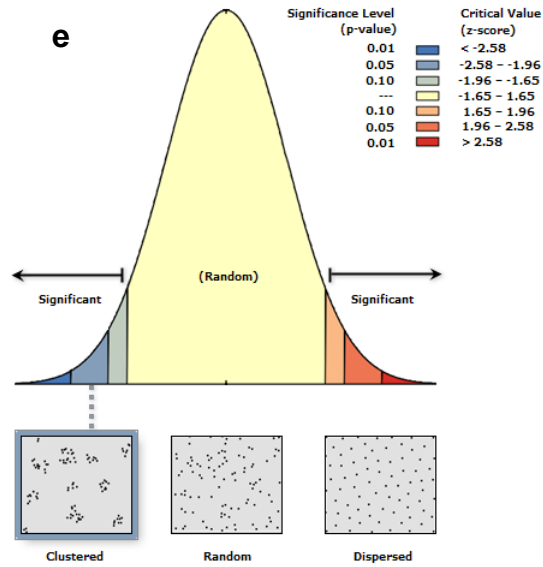 e
Significance Level Critical Value
(p-value) (z-score)
0.01 < -2.58
0.05 -2.58 – -1.96
0.10 -1.96 – -1.65
--- -1.65 – 1.65
0.10 1.65 – 1.96
0.05 1.96 – 2.58
0.01 > 2.58
(Random)
Significant Significant
Clustered Random Dispersed